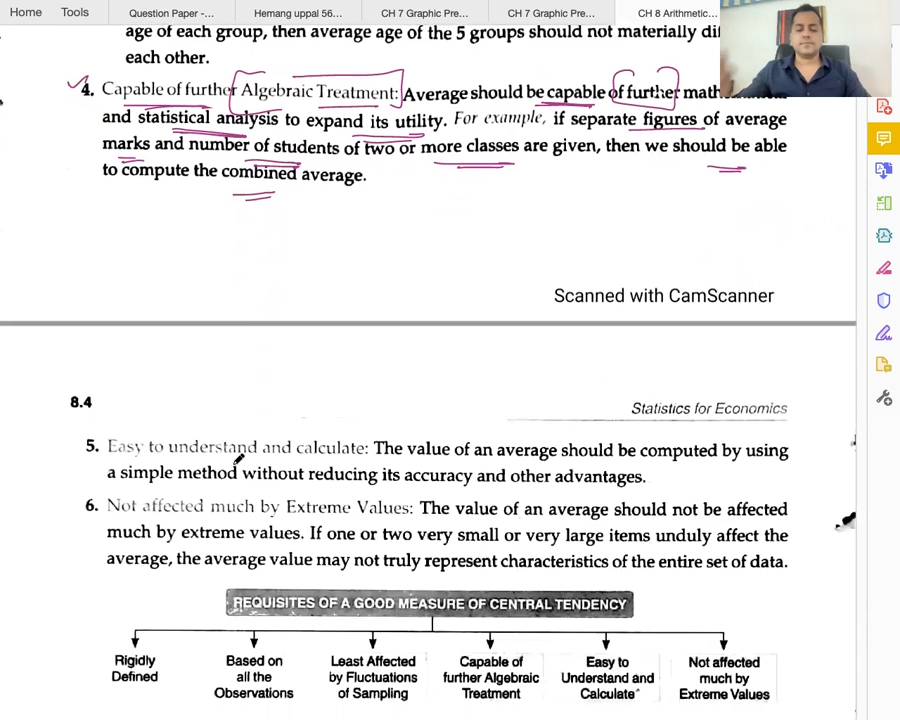 Home Tools Question Paper -... Hemang uppal 56... CH 7 Graphic Pre... CH 7 Graphic Pre... CH 8 Arithmetic...
age of each group, then average age of the 5 groups should not materially
each other.
4. Capable of further Algebraic Treatment: Average should be capable of further
and statistical analysis to expand its utility. For example, if separate figures of average
marks and number of students of two or more classes are given, then we should be able
to compute the combined average.
Scanned with CamScanner
8.4
Statistics for Economics
5. Easy to understand and calculate: The value of an average should be computed by using
a simple method without reducing its accuracy and other advantages.
6. Not affected much by Extreme Values: The value of an average should not be affected
much by extreme values. If one or two very small or very large items unduly affect the
average, the average value may not truly represent characteristics of the entire set of data.
REQUISITES OF A GOOD MEASURE OF CENTRAL TENDENCY
Rigidly
Defined
Based on
all the
Observations
Least Affected
by Fluctuations
of Sampling
Capable of
further Algebraic
Treatment
Easy to
Understand and
Calculate
Not affected
much by
Extreme Values